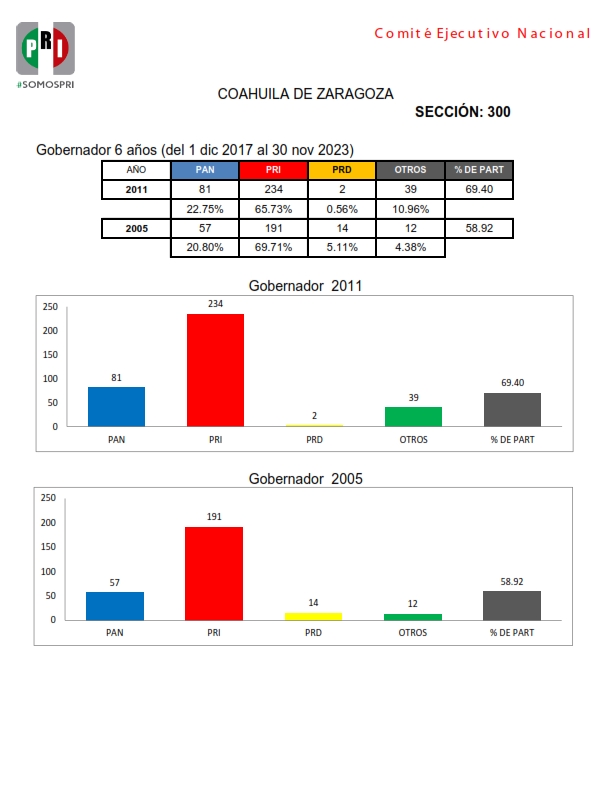 Comité Ejecutivo Nacional
PRI
#SOMOSPRI
COAHUILA DE ZARAGOZA
SECCIÓN: 300
Gobernador 6 años (del 1 dic 2017 al 30 nov 2023)
AÑO PAN PRI PRD OTROS % DE PART
2011 81 234 2 39 69.40
22.75% 65.73% 0.56% 10.96%
2005 57 191 14 12 58.92
20.80% 69.71% 5.11% 4.38%
Gobernador 2011
250
200
150
100
50
0
81 234 2 39 69.40
PAN PRI PRD OTROS % DE PART
Gobernador 2005
250
200
150
100
50
0
57 191 14 12 58.92
PAN PRI PRD OTROS % DE PART